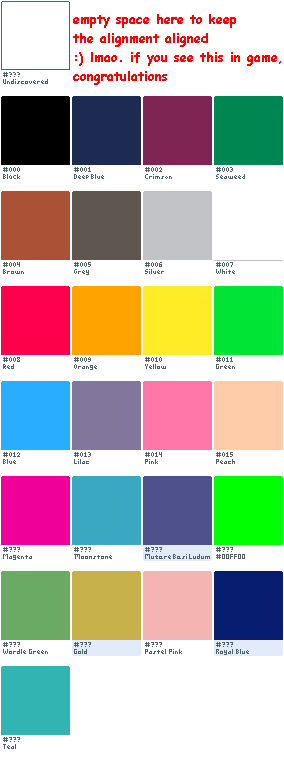 empty space here to keep
the alignment aligned
:) lmao. if you see this in game,
congratulations
#???
Undiscovered
#000 #001 #002 #003
Black Deep Blue Crimson Seaweed
#004 #005 #006 #007
Brown Grey Silver White
#008 #009 #010 #011
Red Orange Yellow Green
#012 #013 #014 #015
Blue Lilac Pink Peach
#??? #??? #??? #???
Magenta Moonstone MutareBasiLudum #00FF00
#??? #??? #??? #???
Wordle Green Gold Pastel Pink Royal Blue
#???
Teal